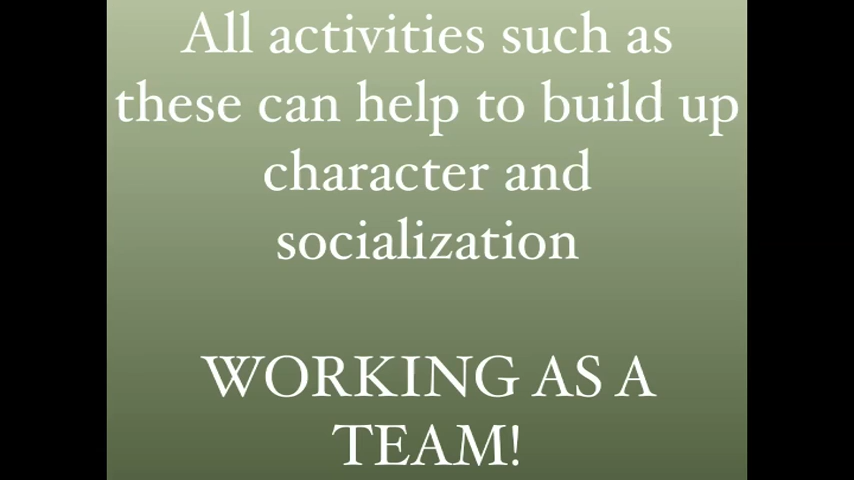 All activities such as
these can help to build up
character and
socialization
WORKING AS A
TEAM!